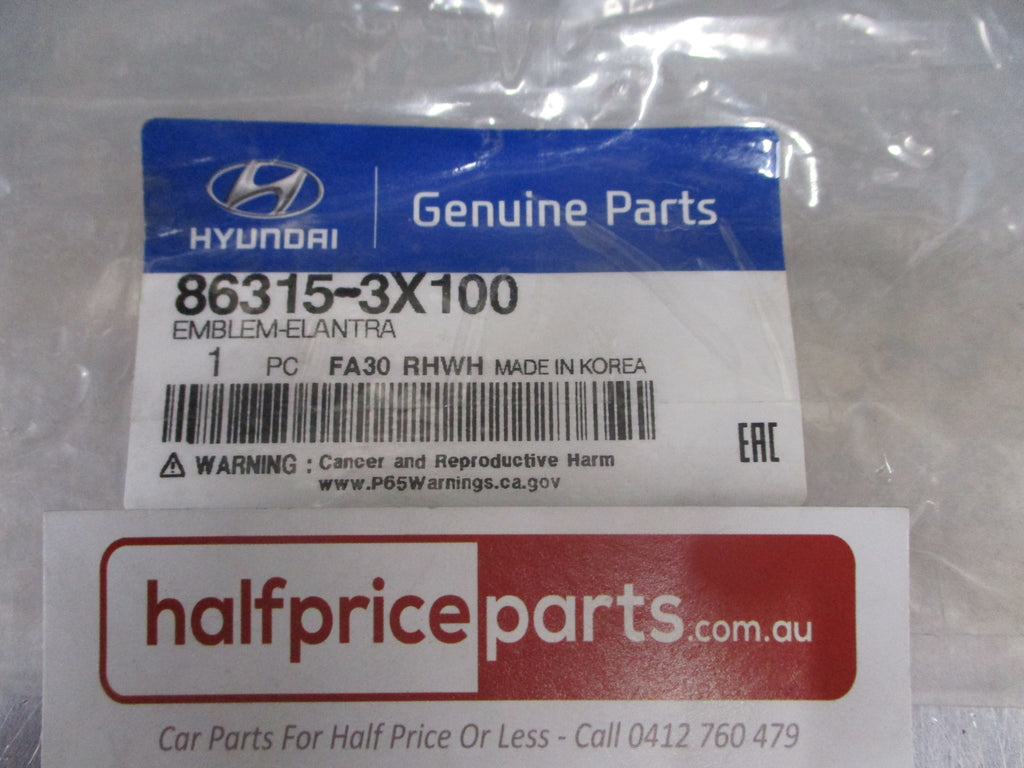 HYUNDAI
Genuine Parts
86315-3X100
EMBLEM-ELANTRA
1 PC FA30 RHWH MADE IN KOREA
EAC
WARNING : Cancer and Reproductive Harm
www.P65Warnings.ca.gov
halfpriceparts.com.au
Car Parts For Half Price Or Less - Call 0412 760 479